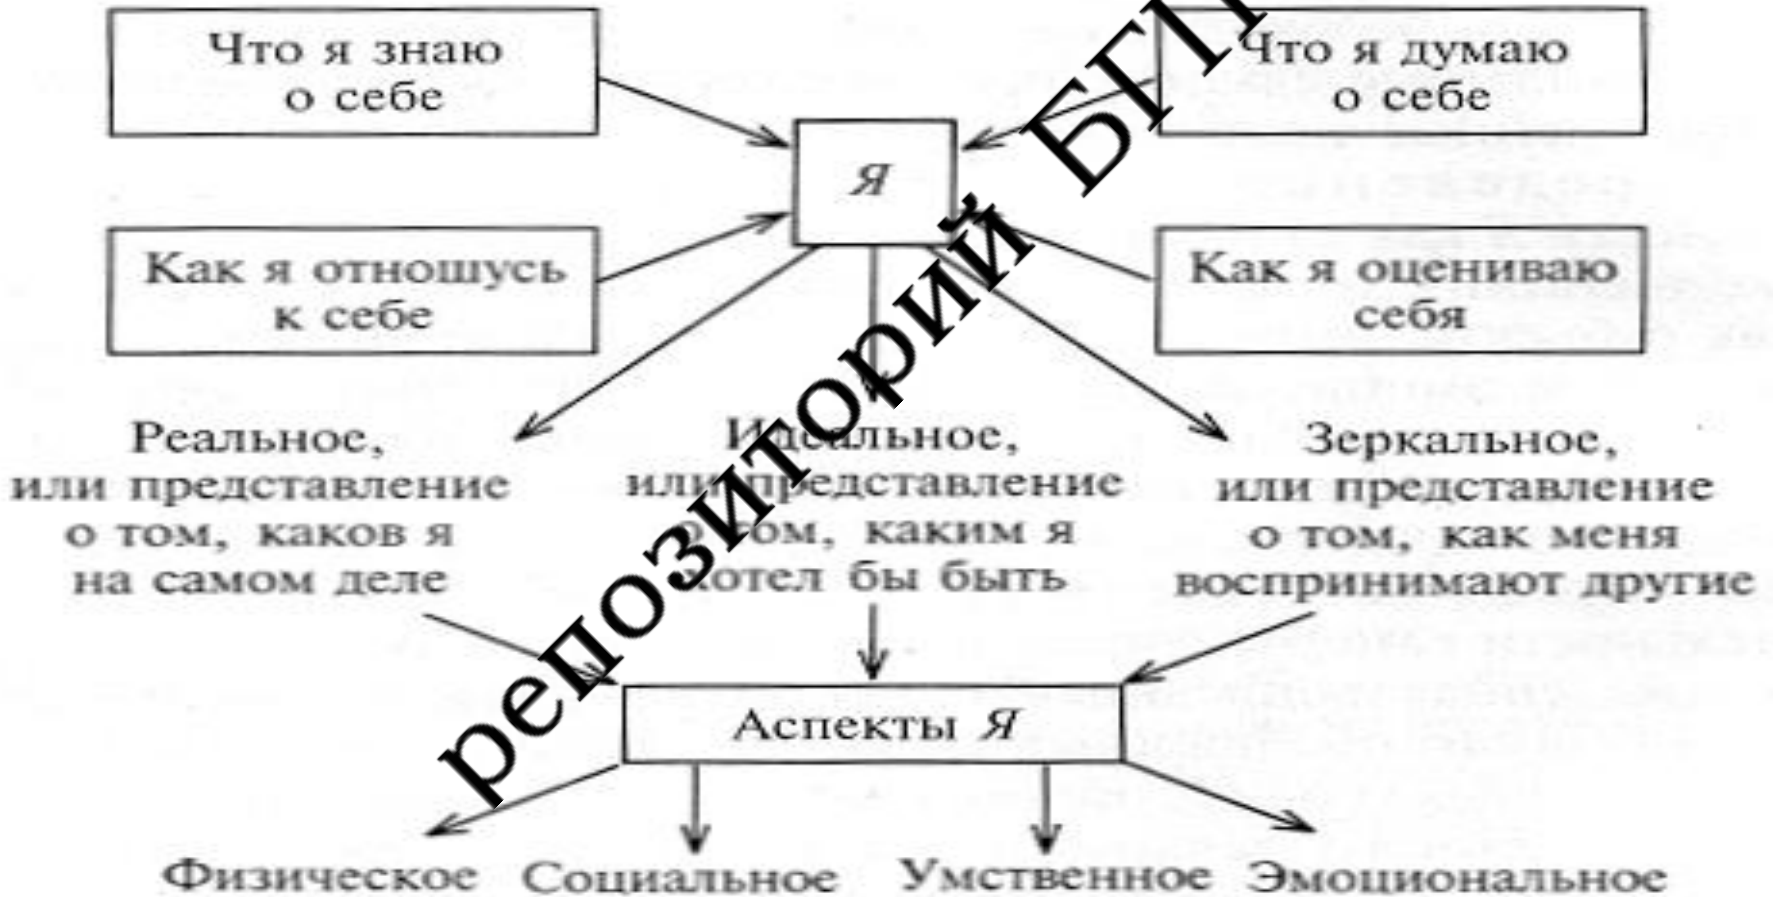 Что я знаю
о себе
Что я думаю
о себе
Я
Как я отношусь
к себе
Как я оцениваю
себя
Реальное,
или представление
о том, каков я
на самом деле
Идеальное,
или представление
о том, каким я
хотел бы быть
Зеркальное,
или представление
о том, как меня
воспринимают другие
Аспекты Я
Физическое Социальное Умственное Эмоциональное
репозиторий